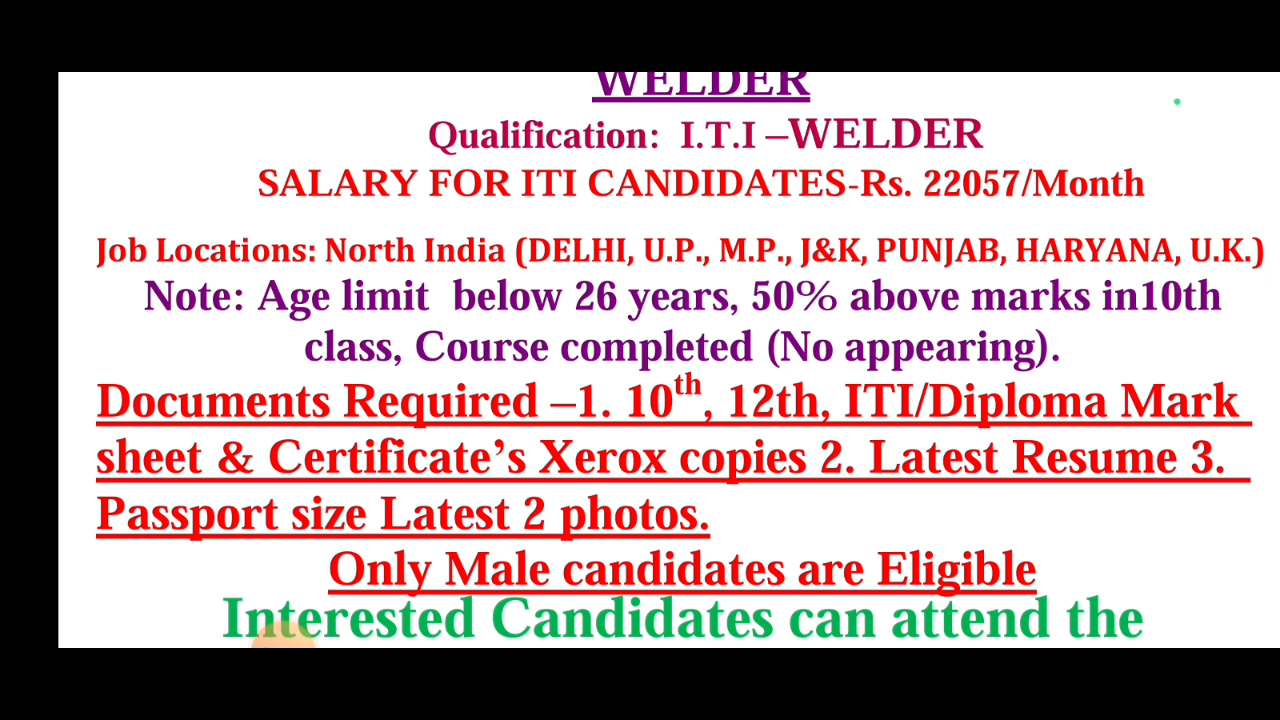 WELDER
Qualification: I.T.I –WELDER
SALARY FOR ITI CANDIDATES-Rs. 22057/Month
Job Locations: North India (DELHI, U.P., M.P., J&K, PUNJAB, HARYANA, U.K.)
Note: Age limit below 26 years, 50% above marks in10th
class, Course completed (No appearing).
Documents Required –1. 10th, 12th, ITI/Diploma Mark
sheet & Certificate’s Xerox copies 2. Latest Resume 3.
Passport size Latest 2 photos.
Only Male candidates are Eligible
Interested Candidates can attend the